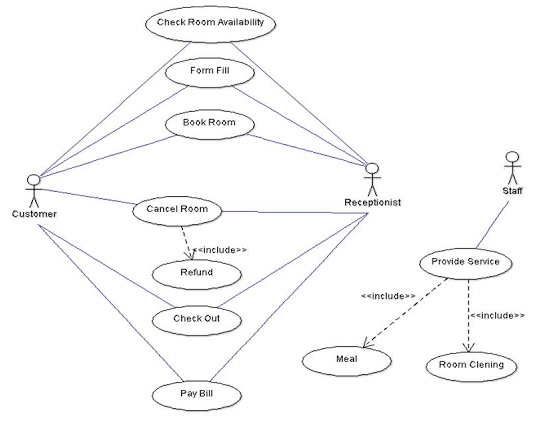 Check Room Availability
Form Fill
Book Room
Customer
Cancel Room
Receptionist
Staff
<<include>>
Refund
Provide Service
Check Out
<<include>>
<<include>>
Meal
Room Clening
Pay Bill